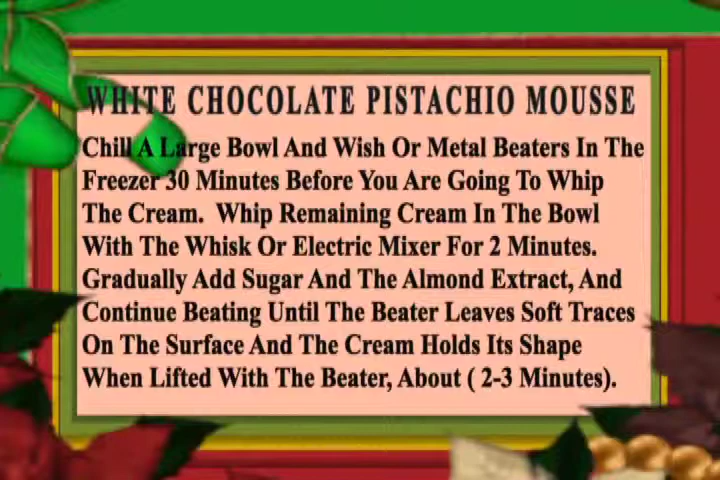 WHITE CHOCOLATE PISTACHIO MOUSSE
Chill A Large Bowl And Wish Or Metal Beaters In The
Freezer 30 Minutes Before You Are Going To Whip
The Cream. Whip Remaining Cream In The Bowl
With The Whisk Or Electric Mixer For 2 Minutes.
Gradually Add Sugar And The Almond Extract, And
Continue Beating Until The Beater Leaves Soft Traces
On The Surface And The Cream Holds Its Shape
When Lifted With The Beater, About ( 2-3 Minutes).